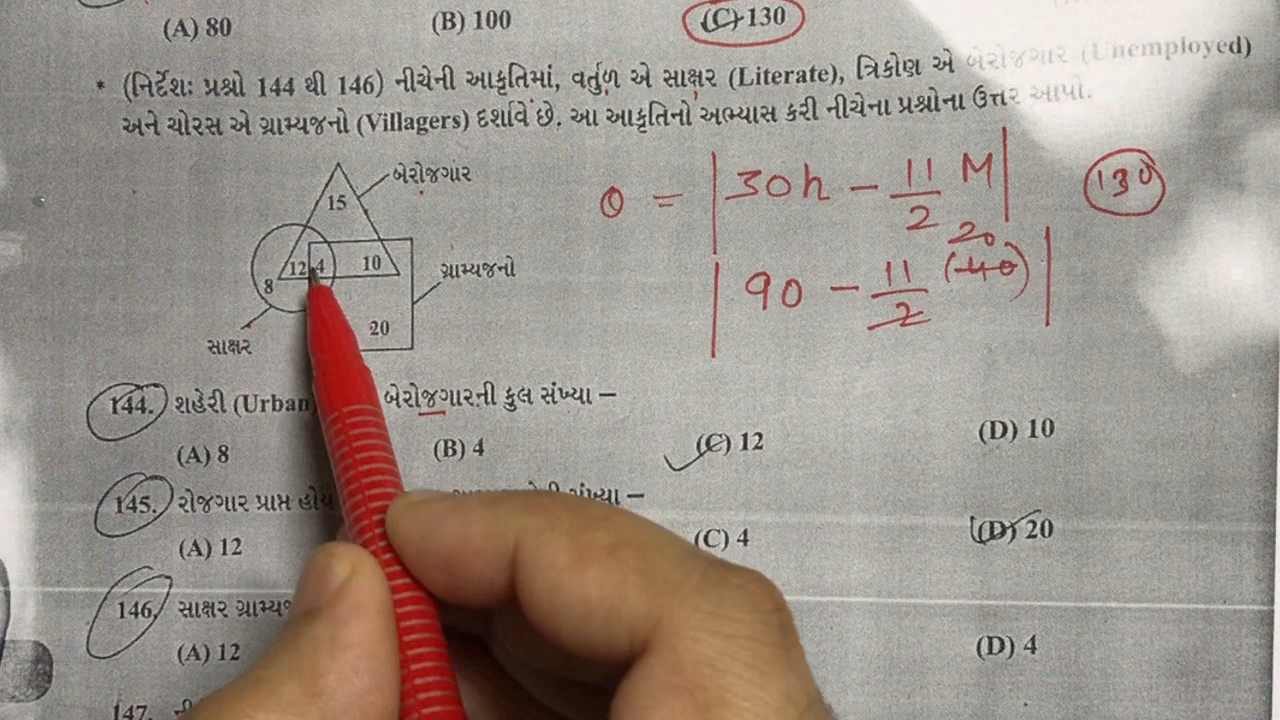 (A) 80 (B) 100 (C) 130
* (નિર્દેશઃ પ્રશ્નો 144 થી 146) નીચેની આકૃતિમાં, વર્તુળ એ સાક્ષર (Literate), ત્રિકોણ એ બેરોજગાર (Unemployed)
અને ચોરસ એ ગ્રામ્યજનો (Villagers) દર્શાવે છે. આ આકૃતિનો અભ્યાસ કરી નીચેના પ્રશ્નોના ઉત્તર આપો.
બેરોજગાર
15
12 4 10
ગ્રામ્યજનો
8
20
સાક્ષર
θ = |30h - 11/2 M| 130
|90 - 11/2 (40) 20|
144. શહેરી (Urban) બેરોજગારની કુલ સંખ્યા –
(A) 8 (B) 4 (C) 12 (D) 10
145. રોજગાર પ્રાપ્ત સંખ્યા –
(A) 12 (C) 4 (D) 20
146. સાક્ષર
(A) 12 (D) 4
147.